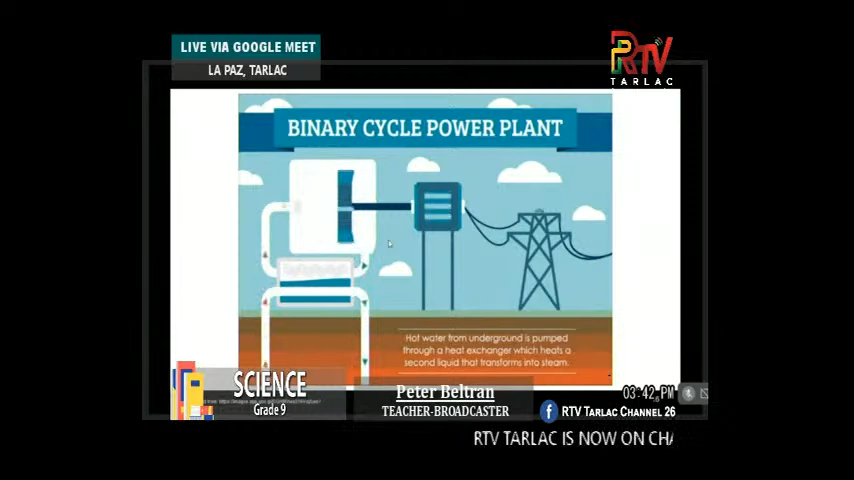 LIVE VIA GOOGLE MEET
LA PAZ, TARLAC
RTV
TARLAC
BINARY CYCLE POWER PLANT
Hot water from underground is pumped
through a heat exchanger which heats a
second liquid that transforms into steam.
SCIENCE
Grade 9
Peter Beltran
TEACHER-BROADCASTER
03:42 PM
RTV TARLAC CHANNEL 26
RTV TARLAC IS NOW ON CHA